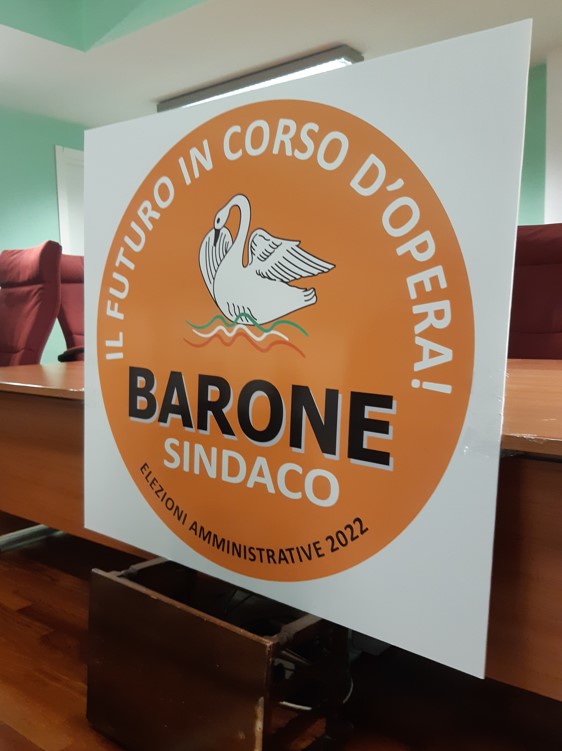 IL FUTURO IN CORSO D'OPERA!
BARONE
SINDACO
ELEZIONI AMMINISTRATIVE 2022